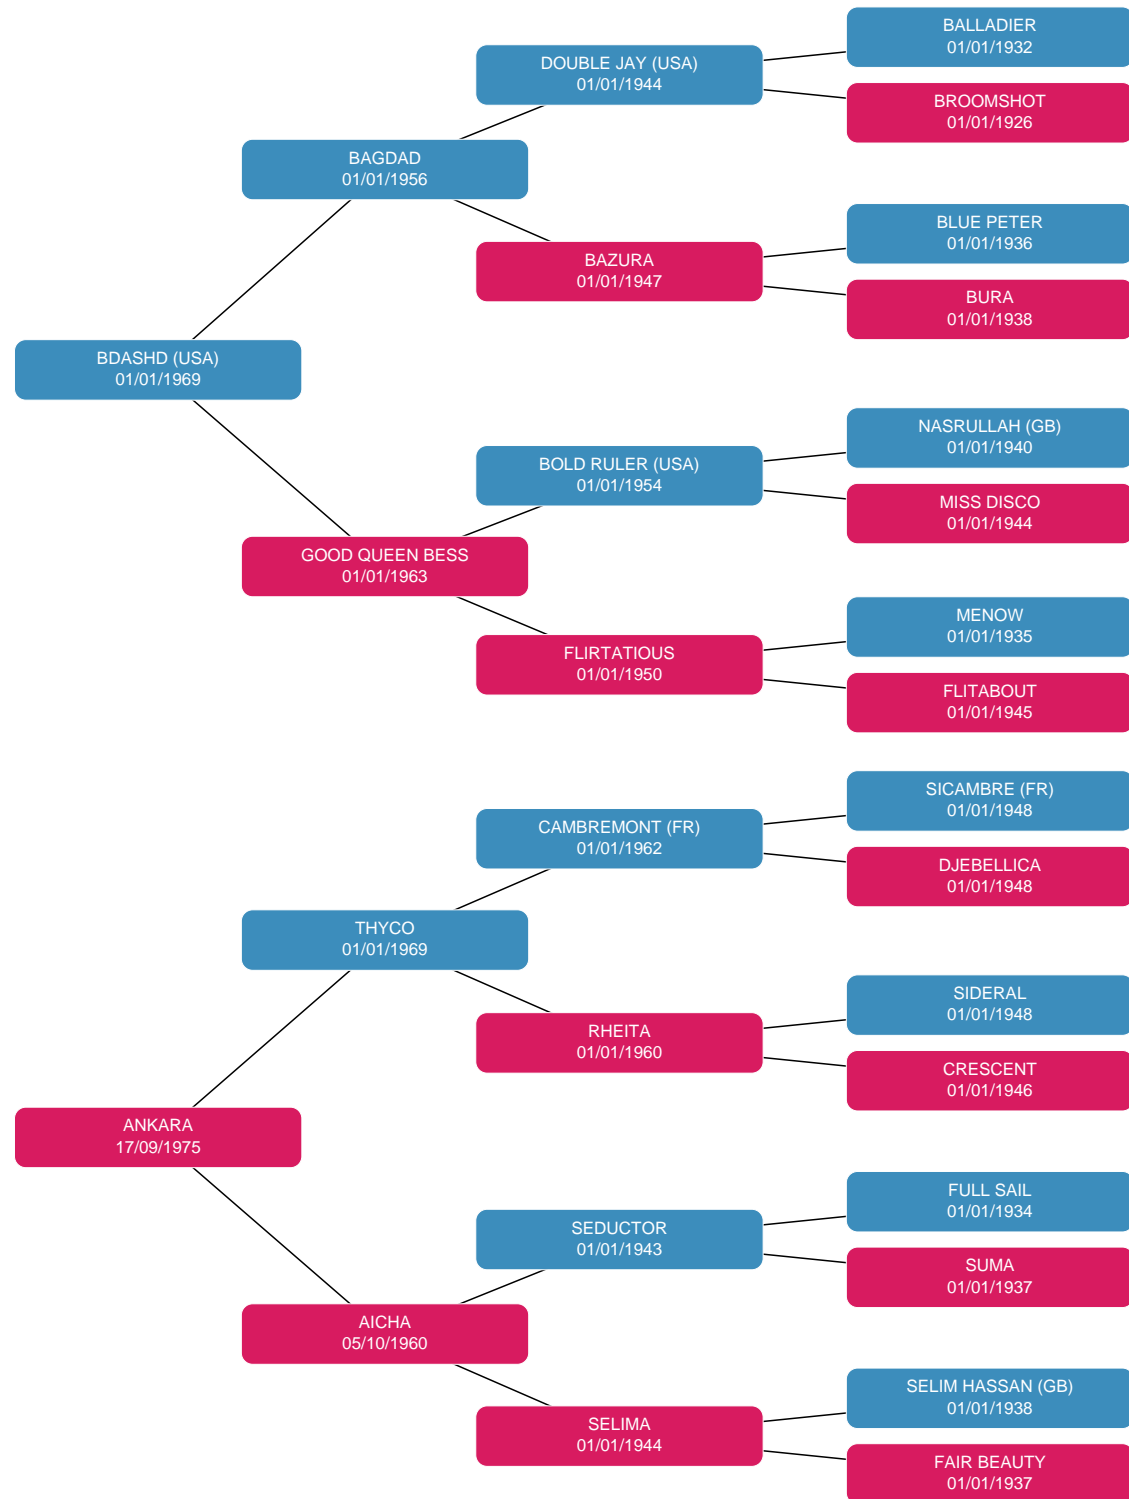 BALLADIER
01/01/1932
DOUBLE JAY (USA)
01/01/1944
BROOMSHOT
01/01/1926
BAGDAD
01/01/1956
BLUE PETER
01/01/1936
BAZURA
01/01/1947
BURA
01/01/1938
BDASHD (USA)
01/01/1969
NASRULLAH (GB)
01/01/1940
BOLD RULER (USA)
01/01/1954
MISS DISCO
01/01/1944
GOOD QUEEN BESS
01/01/1963
MENOW
01/01/1935
FLIRTATIOUS
01/01/1950
FLITABOUT
01/01/1945
SICAMBRE (FR)
01/01/1948
CAMBREMONT (FR)
01/01/1962
DJEBELLICA
01/01/1948
THYCO
01/01/1969
SIDERAL
01/01/1948
RHEITA
01/01/1960
CRESCENT
01/01/1946
ANKARA
17/09/1975
FULL SAIL
01/01/1934
SEDUCTOR
01/01/1943
SUMA
01/01/1937
AICHA
05/10/1960
SELIM HASSAN (GB)
01/01/1938
SELIMA
01/01/1944
FAIR BEAUTY
01/01/1937